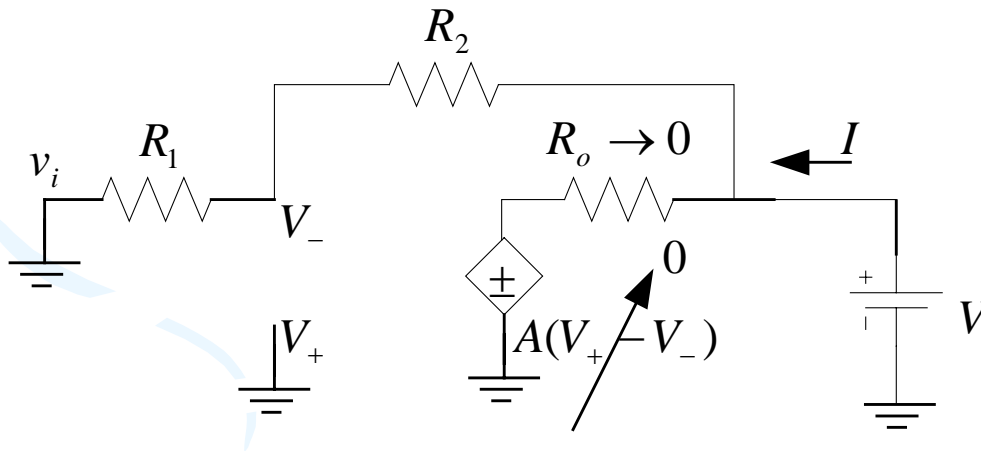 R₂
R₁
Rₒ → 0
I
vᵢ
V₋
0
+
−
V
V₊
A(V₊ − V₋)